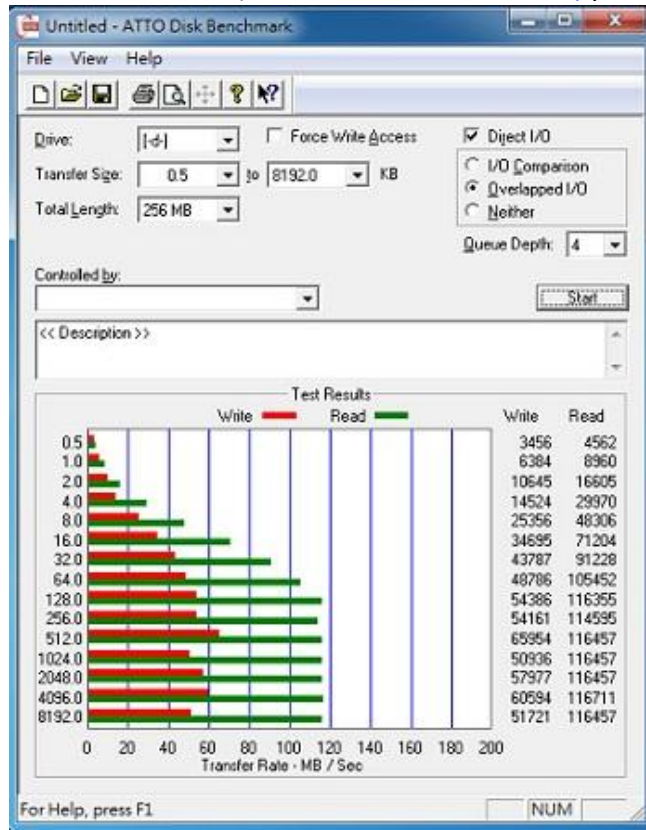 Untitled - ATTO Disk Benchmark
File View Help
Drive: [-d-] Force Write Access Direct I/O
Transfer Size: 0.5 to 8192.0 KB I/O Comparison
Overlapped I/O
Total Length: 256 MB Neither
Queue Depth: 4
Controlled by:
Start
<< Description >>
Test Results
Write Read Write Read
0.5 3456 4562
1.0 6384 8960
2.0 10645 16605
4.0 14524 29970
8.0 25356 48306
16.0 34695 71204
32.0 43787 91228
64.0 48786 105452
128.0 54386 116355
256.0 54161 114595
512.0 65954 116457
1024.0 50936 116457
2048.0 57977 116457
4096.0 60594 116711
8192.0 51721 116457
0 20 40 60 80 100 120 140 160 180 200
Transfer Rate - MB / Sec
For Help, press F1 NUM